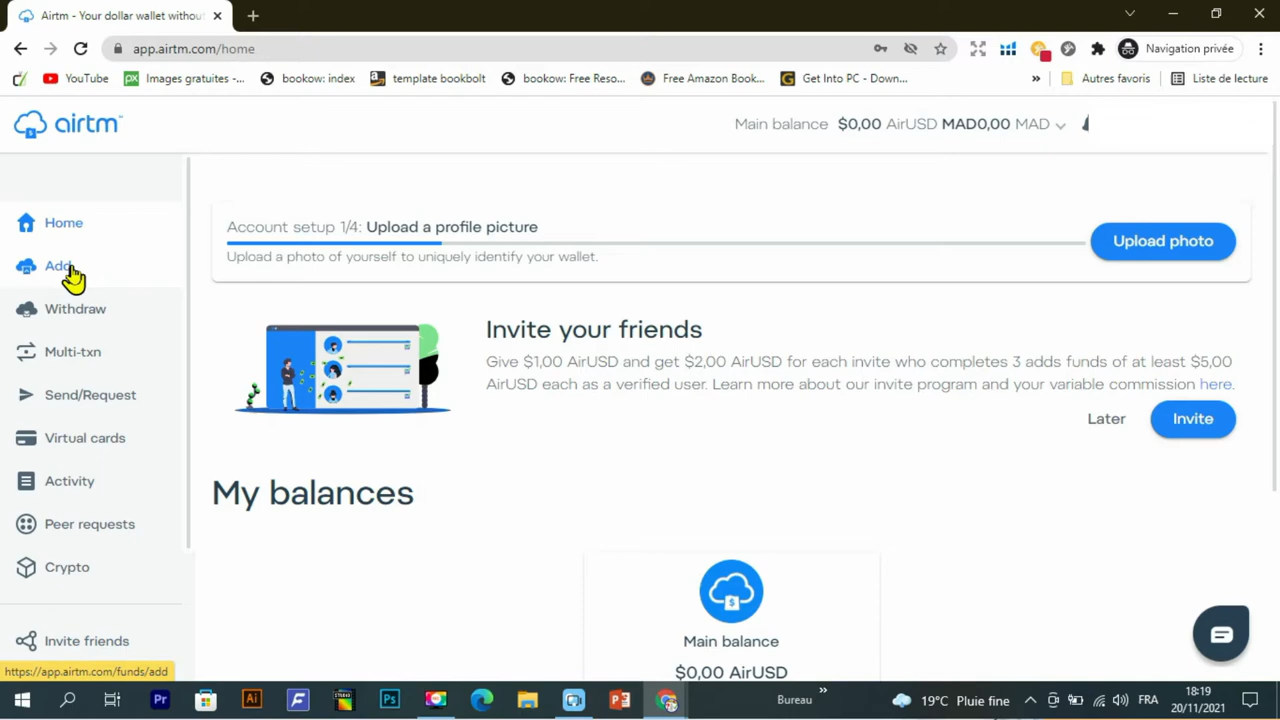 Airtm - Your dollar wallet without
app.airtm.com/home
Navigation privée
YouTube
Images gratuites -...
bookow: index
template bookbolt
bookow: Free Reso...
Free Amazon Book...
Get Into PC - Down...
»
Autres favoris
Liste de lecture
airtm
Main balance $0,00 AirUSD MAD0,00 MAD
Home
Add
Withdraw
Multi-txn
Send/Request
Virtual cards
Activity
Peer requests
Crypto
Invite friends
https://app.airtm.com/funds/add
Account setup 1/4: Upload a profile picture
Upload a photo of yourself to uniquely identify your wallet.
Upload photo
Invite your friends
Give $1,00 AirUSD and get $2,00 AirUSD for each invite who completes 3 adds funds of at least $5,00
AirUSD each as a verified user. Learn more about our invite program and your variable commission here.
Later
Invite
My balances
Main balance
$0,00 AirUSD
Pr
Ai
STUDIO
Ps
Bureau
»
19°C Pluie fine
FRA
18:19
20/11/2021